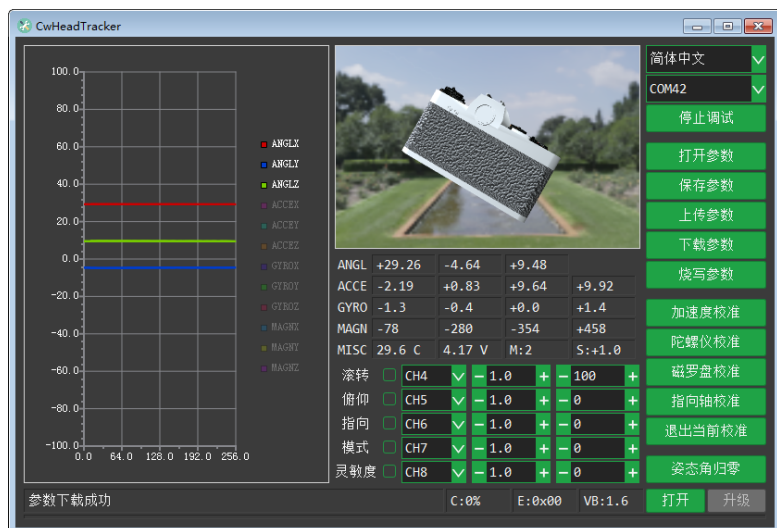 CwHeadTracker
100.0
80.0
60.0
40.0
20.0
0.0
-20.0
-40.0
-60.0
-80.0
-100.0
0.0 64.0 128.0 192.0 256.0
ANGLX
ANGLY
ANGLZ
ACCEX
ACCEY
ACCEZ
GYROX
GYROY
GYROZ
MAGNX
MAGNY
MAGNZ
ANGL +29.26 -4.64 +9.48
ACCE -2.19 +0.83 +9.64 +9.92
GYRO -1.3 -0.4 +0.0 +1.4
MAGN -78 -280 -354 +458
MISC 29.6 C 4.17 V M:2 S:+1.0
滚转 CH4 - 1.0 + - 100 +
俯仰 CH5 - 1.0 + - 0 +
指向 CH6 - 1.0 + - 0 +
模式 CH7 - 1.0 + - 0 +
灵敏度 CH8 - 1.0 + - 0 +
简体中文
COM42
停止调试
打开参数
保存参数
上传参数
下载参数
烧写参数
加速度校准
陀螺仪校准
磁罗盘校准
指向轴校准
退出当前校准
姿态角归零
参数下载成功 C:0% E:0x00 VB:1.6 打开 升级